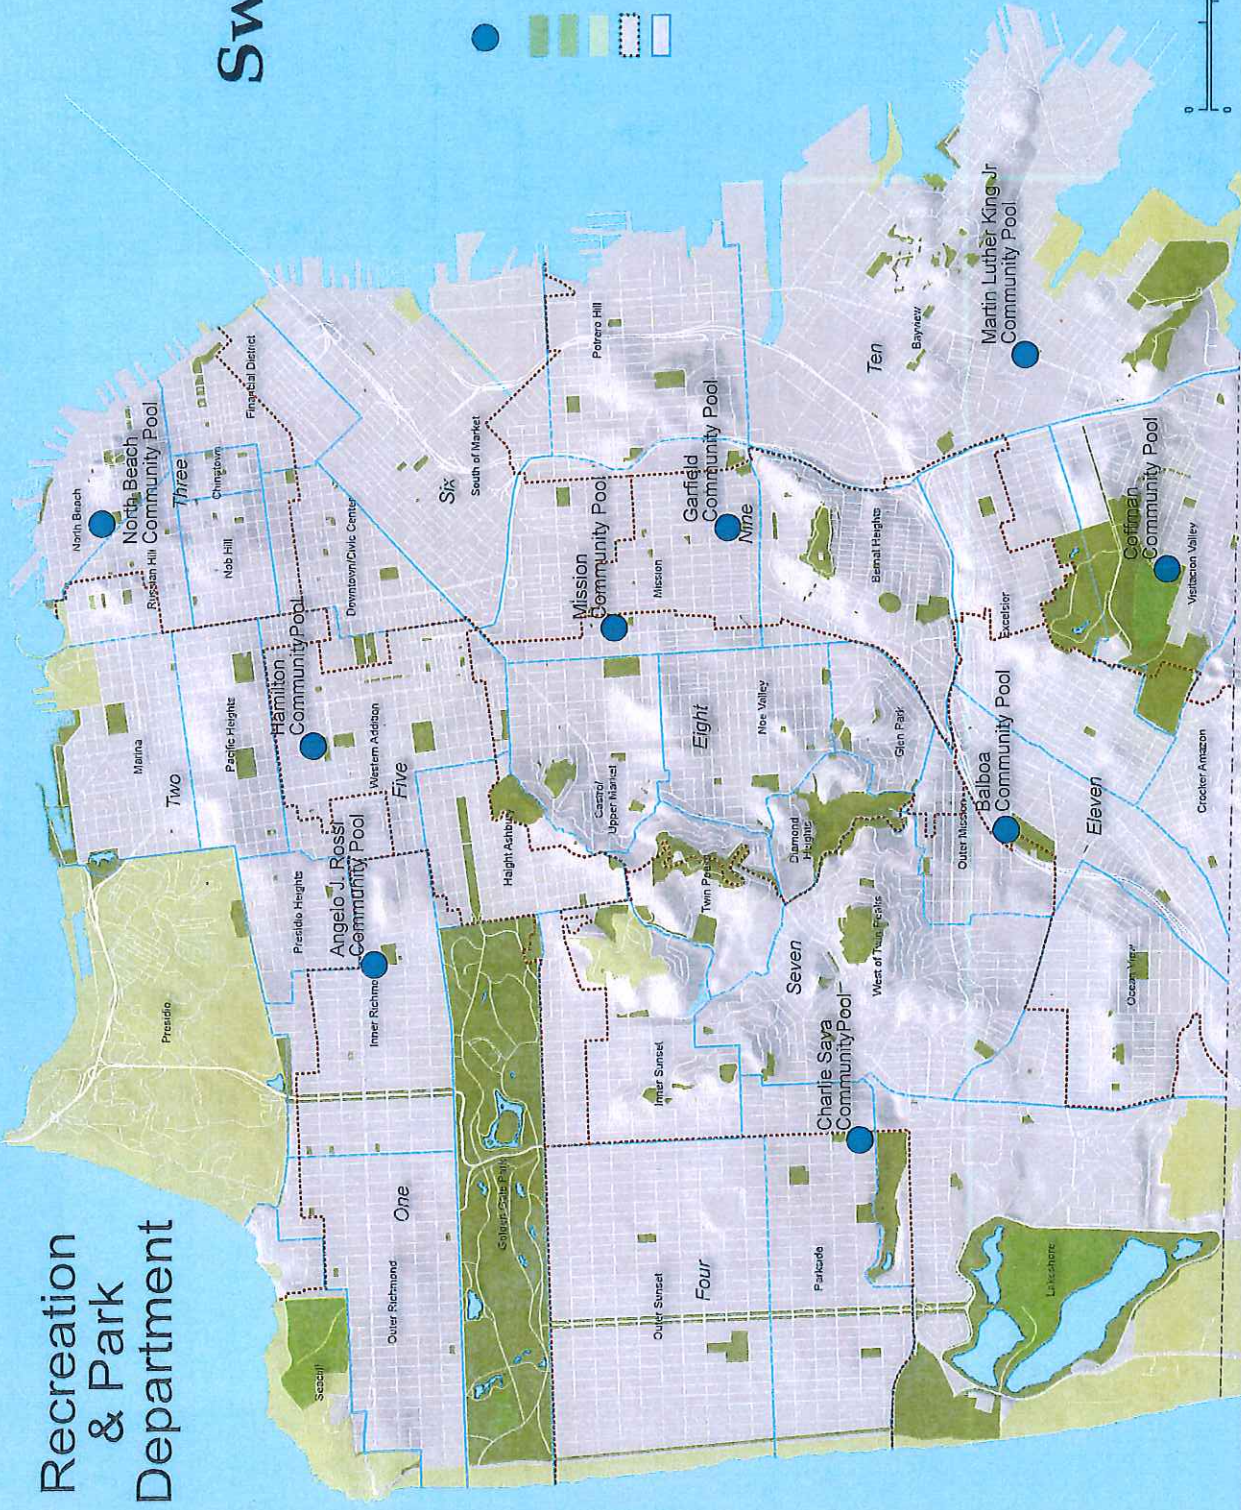 Recreation
& Park
Department
Sw
0
0
North Beach
North Beach
Community Pool
Three
Russian Hill
Chinatown
Nob Hill
Financial District
Downtown/Civic Center
Six
South of Market
Potrero Hill
Marina
Two
Pacific Heights
Hamilton
CommunityPool
Western Addition
Five
Presidio
Presidio Heights
Angelo J. Rossi
Community Pool
Inner Richmo
One
Outer Richmond
Seacliff
Golden Gate Park
Haight Ashbury
Castro/
Upper Market
Mission
Community Pool
Mission
Garfield
Community Pool
Nine
Eight
Noe Valley
Bernal Heights
Ten
Bayview
Martin Luther King Jr
Community Pool
Twin Peaks
Diamond
Heights
Glen Park
Inner Sunset
Seven
West of Twin Peaks
Outer Sunset
Four
Parkside
Charlie Sava
CommunityPool
Outer Mission
Balboa
Community Pool
Excelsior
Coffman
Community Pool
Visitacion Valley
Eleven
Crocker Amazon
Ocean View
Lakeshore